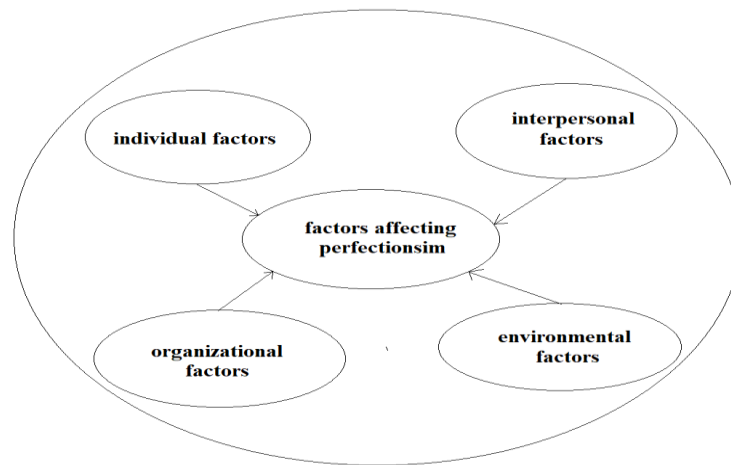 individual factors
interpersonal
factors
factors affecting
perfectionsim
organizational
factors
environmental
factors